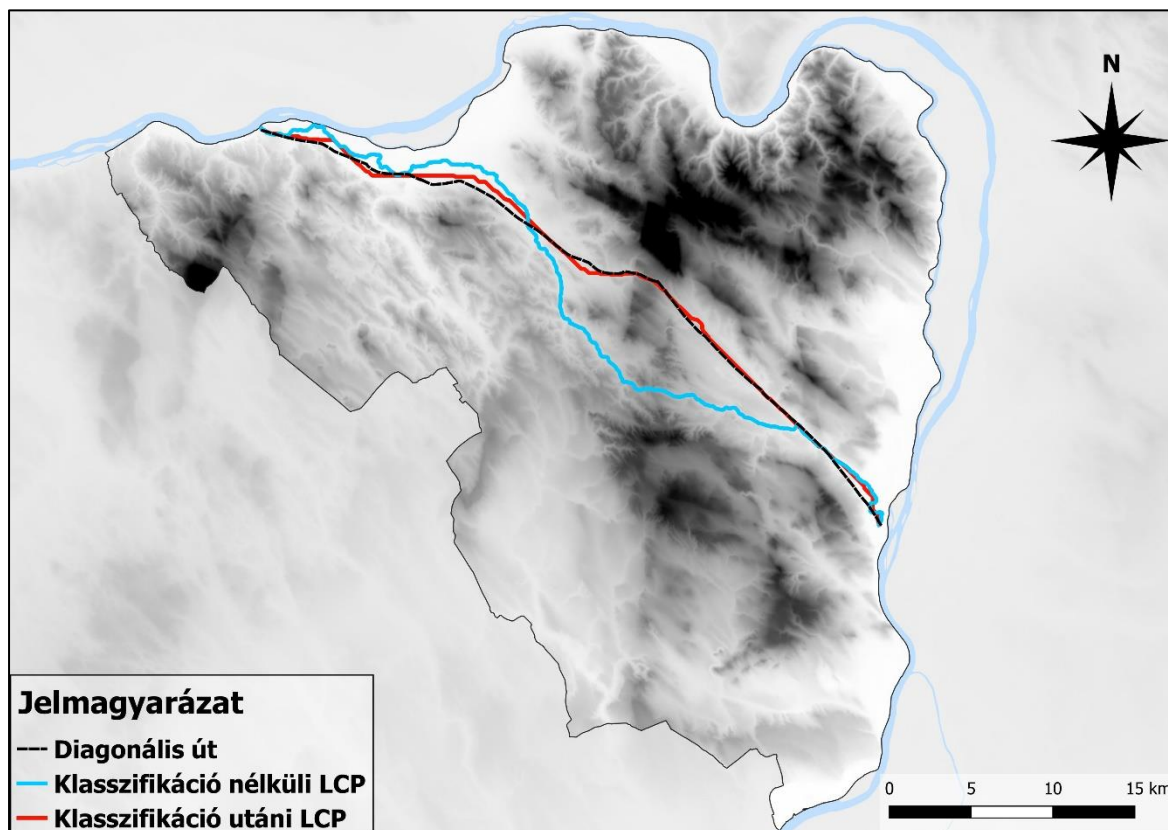 N
Jelmagyarázat
Diagonális út
Klasszifikáció nélküli LCP
Klasszifikáció utáni LCP
0 5 10 15 km